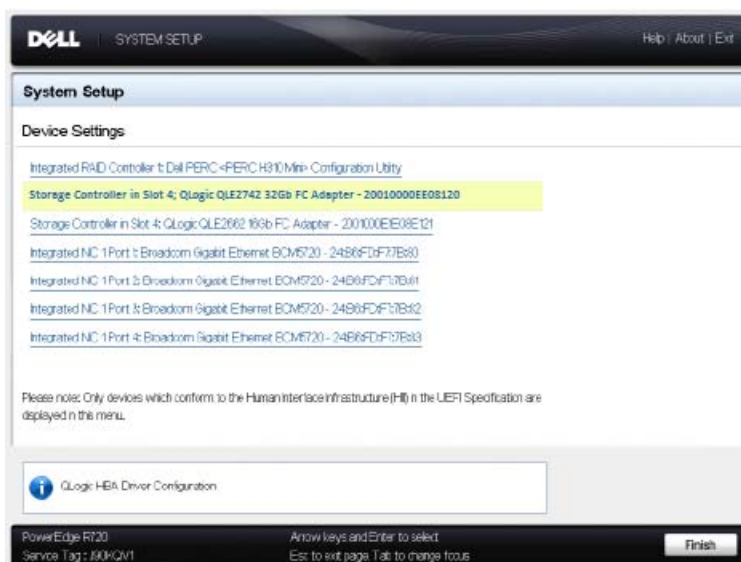 DELL SYSTEM SETUP Help | About | Exit
System Setup
Device Settings
Integrated RAID Controller 1: Dell PERC <PERC H310 Mini> Configuration Utility
Storage Controller in Slot 4; QLogic QLE2742 32Gb FC Adapter - 20010000EE08120
Storage Controller in Slot 4: QLogic QLE2662 16Gb FC Adapter -
Integrated NIC 1 Port 1: Broadcom Gigabit Ethernet BCM5720 -
Integrated NIC 1 Port 2: Broadcom Gigabit Ethernet BCM5720 -
Integrated NIC 1 Port 3: Broadcom Gigabit Ethernet BCM5720 -
Integrated NIC 1 Port 4: Broadcom Gigabit Ethernet BCM5720 -
Please note: Only devices which conform to the Human Interface Infrastructure (HII) in the UEFI Specification are
displayed in this menu.
QLogic HBA Driver Configuration
PowerEdge R720 Arrow keys and Enter to select
Service Tag : Esc to exit page, Tab to change focus
Finish